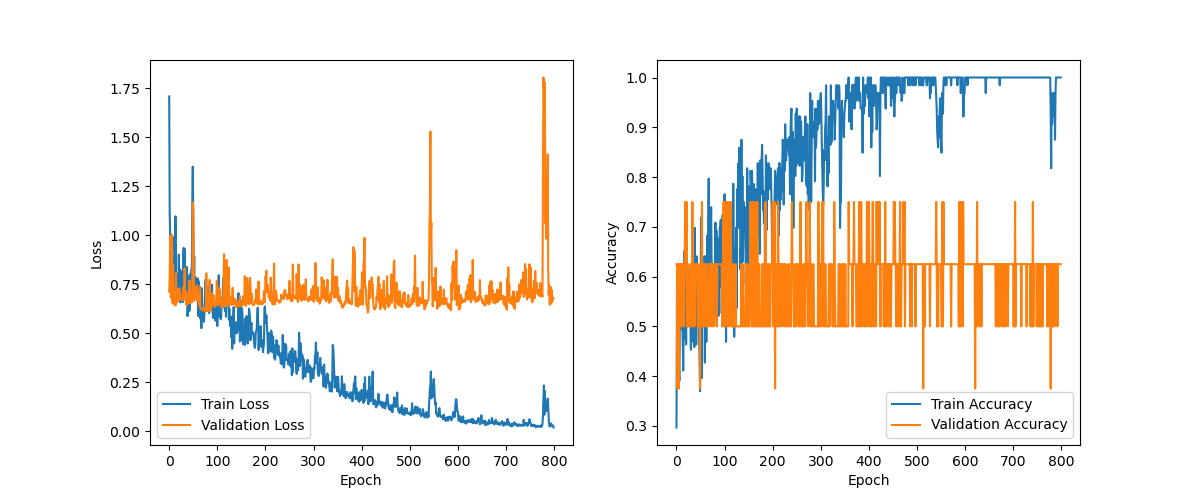 1.75
1.50
1.25
1.00
0.75
0.50
0.25
0.00
Loss
0 100 200 300 400 500 600 700 800
Epoch
Train Loss
Validation Loss
1.0
0.9
0.8
0.7
0.6
0.5
0.4
0.3
Accuracy
0 100 200 300 400 500 600 700 800
Epoch
Train Accuracy
Validation Accuracy